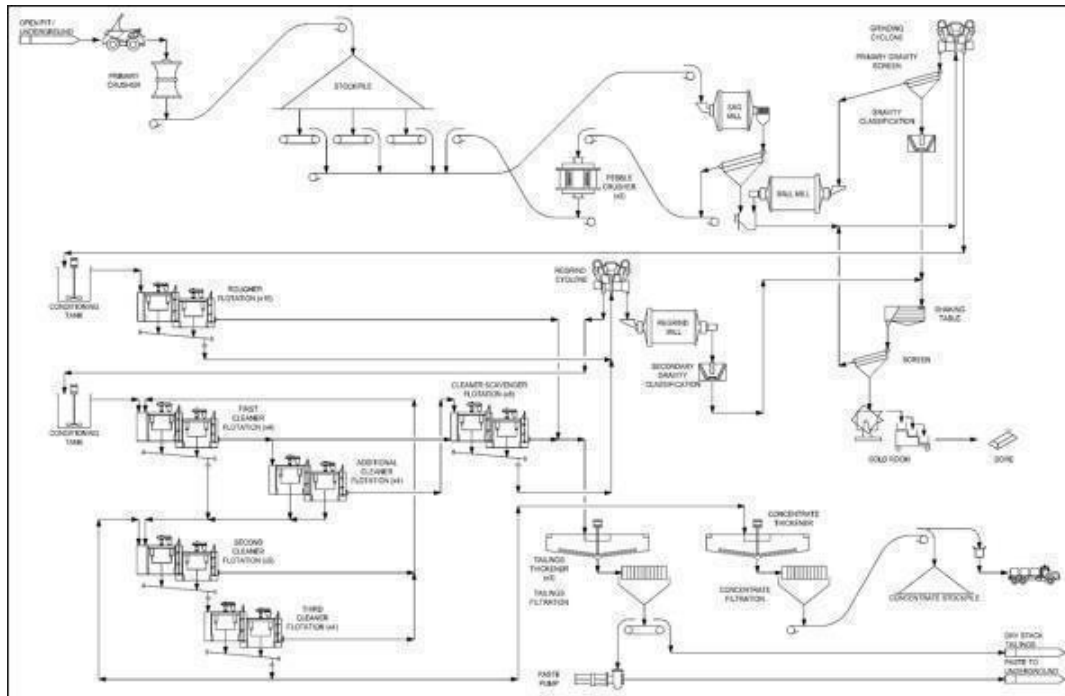 OPEN PIT/
UNDERGROUND
PRIMARY
CRUSHER
STOCKPILE
PEBBLE
CRUSHER
SAG
MILL
BALL MILL
GRINDING
CYCLONE
PRIMARY GRAVITY
SCREEN
GRAVITY
CLASSIFICATION
CONDITIONING
TANK
ROUGHER
FLOTATION
REGRIND
CYCLONE
REGRIND
MILL
SECONDARY
GRAVITY
CLASSIFICATION
SHAKING
TABLE
SCREEN
GOLD ROOM
DORE
CONDITIONING
TANK
FIRST
CLEANER
FLOTATION (x4)
CLEANER SCAVENGER
FLOTATION
ADDITIONAL
CLEANER
FLOTATION (x4)
SECOND
CLEANER
FLOTATION
THIRD
CLEANER
FLOTATION (x4)
TAILINGS
THICKENER
TAILINGS
FILTRATION
CONCENTRATE
THICKENER
CONCENTRATE
FILTRATION
CONCENTRATE STOCKPILE
PASTE
PUMP
DRY STACK
TAILINGS
PASTE TO
UNDERGROUND